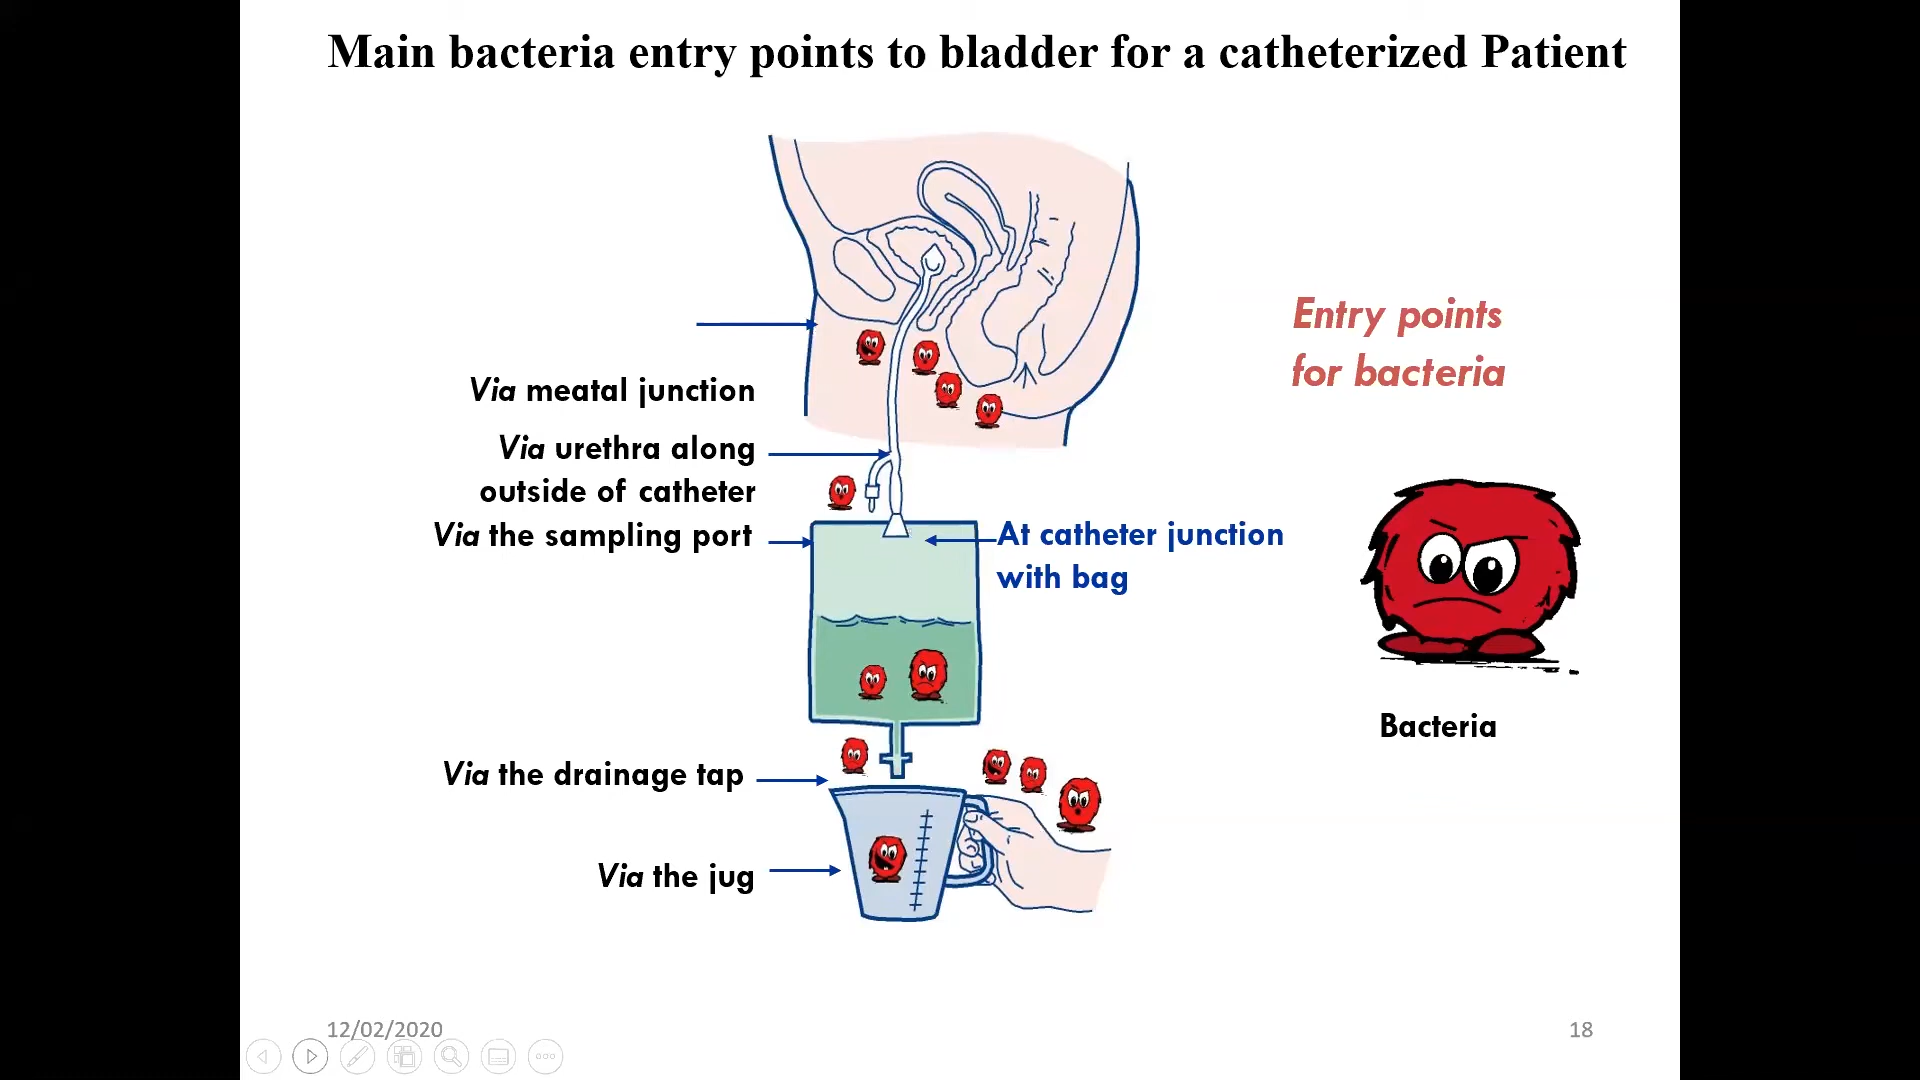 Main bacteria entry points to bladder for a catheterized Patient
Entry points
for bacteria
Via meatal junction
Via urethra along
outside of catheter
Via the sampling port
At catheter junction
with bag
Bacteria
Via the drainage tap
Via the jug
12/02/2020
18